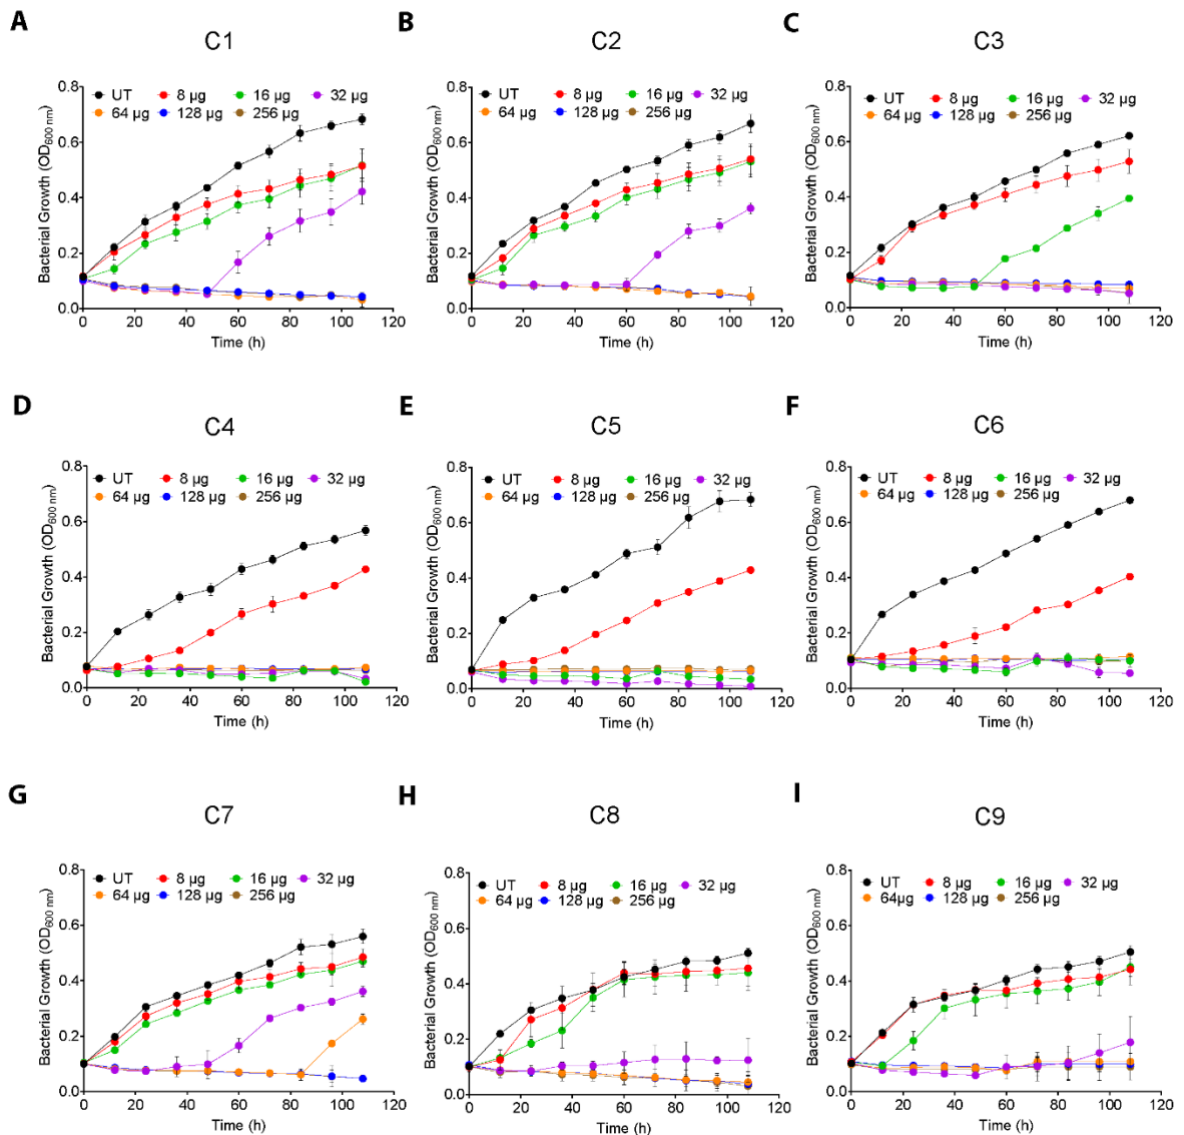 A
C1
Bacterial Growth (OD600 nm)
0.8
0.6
0.4
0.2
0.0
UT 8 µg 16 µg 32 µg
64 µg 128 µg 256 µg
0 20 40 60 80 100 120
Time (h)
B
C2
Bacterial Growth (OD600 nm)
0.8
0.6
0.4
0.2
0.0
UT 8 µg 16 µg 32 µg
64 µg 128 µg 256 µg
0 20 40 60 80 100 120
Time (h)
C
C3
Bacterial Growth (OD600 nm)
0.8
0.6
0.4
0.2
0.0
UT 8 µg 16 µg 32 µg
64 µg 128 µg 256 µg
0 20 40 60 80 100 120
Time (h)
D
C4
Bacterial Growth (OD600 nm)
0.8
0.6
0.4
0.2
0.0
UT 8 µg 16 µg 32 µg
64 µg 128 µg 256 µg
0 20 40 60 80 100 120
Time (h)
E
C5
Bacterial Growth (OD600 nm)
0.8
0.6
0.4
0.2
0.0
UT 8 µg 16 µg 32 µg
64 µg 128 µg 256 µg
0 20 40 60 80 100 120
Time (h)
F
C6
Bacterial Growth (OD600 nm)
0.8
0.6
0.4
0.2
0.0
UT 8 µg 16 µg 32 µg
64 µg 128 µg 256 µg
0 20 40 60 80 100 120
Time (h)
G
C7
Bacterial Growth (OD600 nm)
0.8
0.6
0.4
0.2
0.0
UT 8 µg 16 µg 32 µg
64 µg 128 µg 256 µg
0 20 40 60 80 100 120
Time (h)
H
C8
Bacterial Growth (OD600 nm)
0.8
0.6
0.4
0.2
0.0
UT 8 µg 16 µg 32 µg
64 µg 128 µg 256 µg
0 20 40 60 80 100 120
Time (h)
I
C9
Bacterial Growth (OD600 nm)
0.8
0.6
0.4
0.2
0.0
UT 8 µg 16 µg 32 µg
64µg 128 µg 256 µg
0 20 40 60 80 100 120
Time (h)